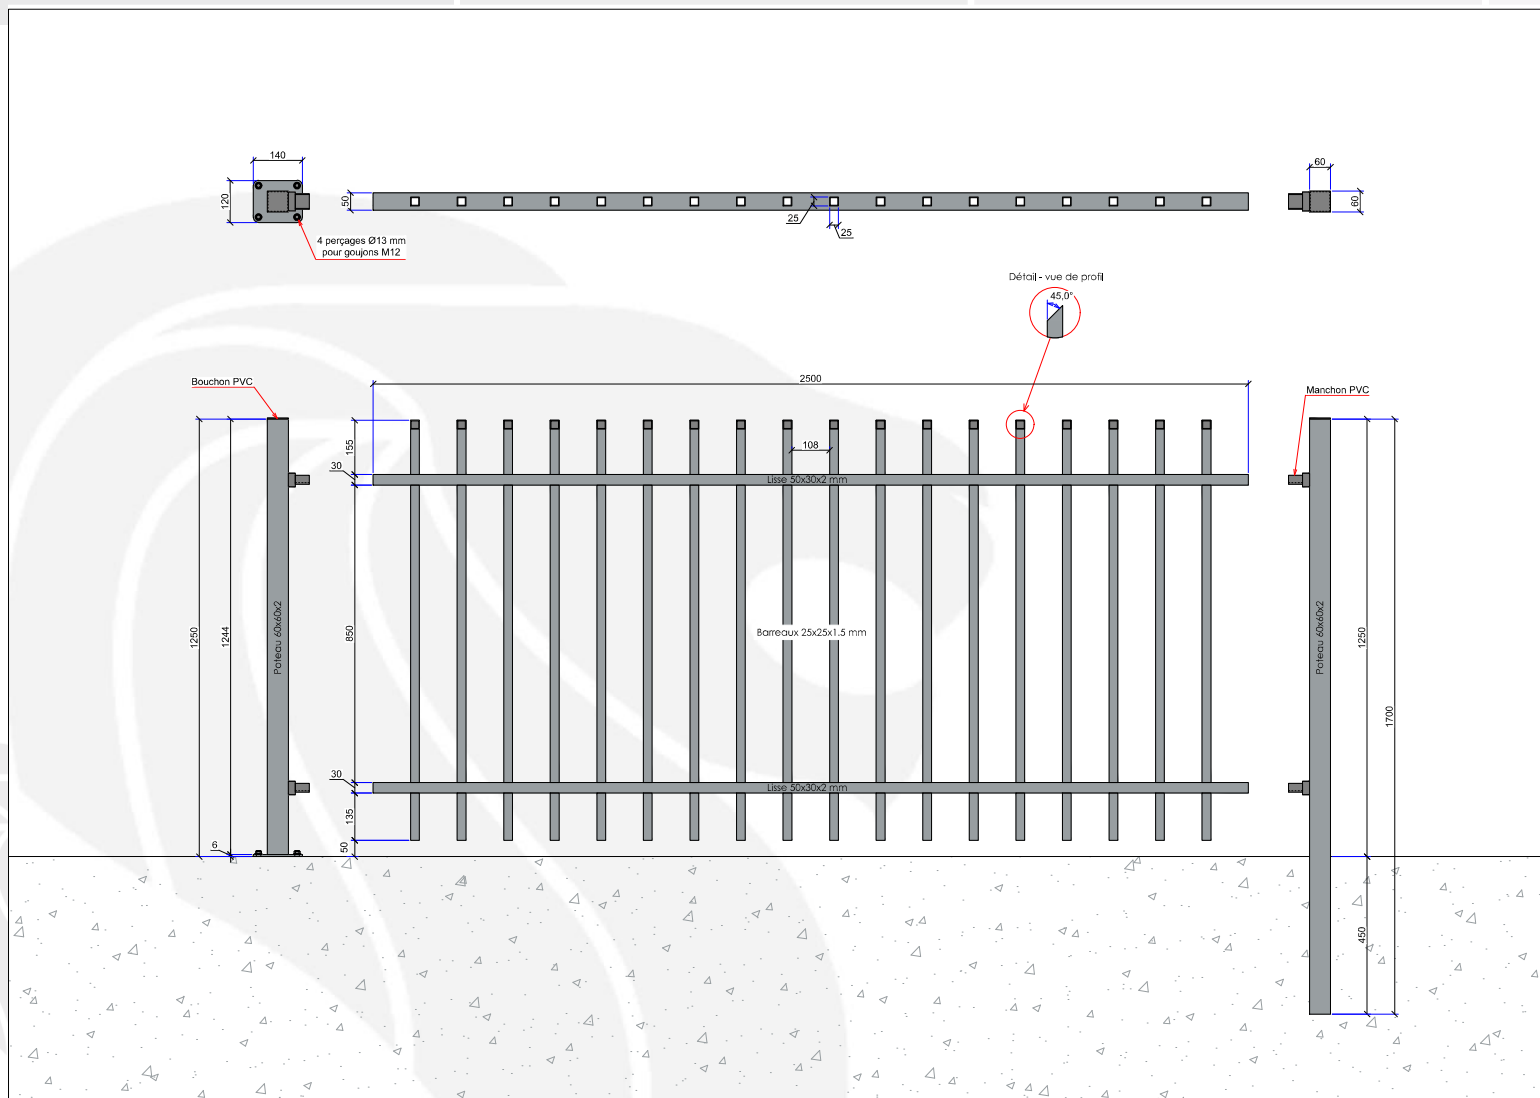 140
120
4 perçages Ø13 mm
pour goujons M12
50
25
25
60
60
Détail - vue de profil
45,0°
Bouchon PVC
2500
Manchon PVC
155
108
30
Lisse 50x30x2 mm
1250
1244
Poteau 60x60x2
850
Barreaux 25x25x1.5 mm
Poteau 60x60x2
1250
1700
30
Lisse 50x30x2 mm
135
6
50
450